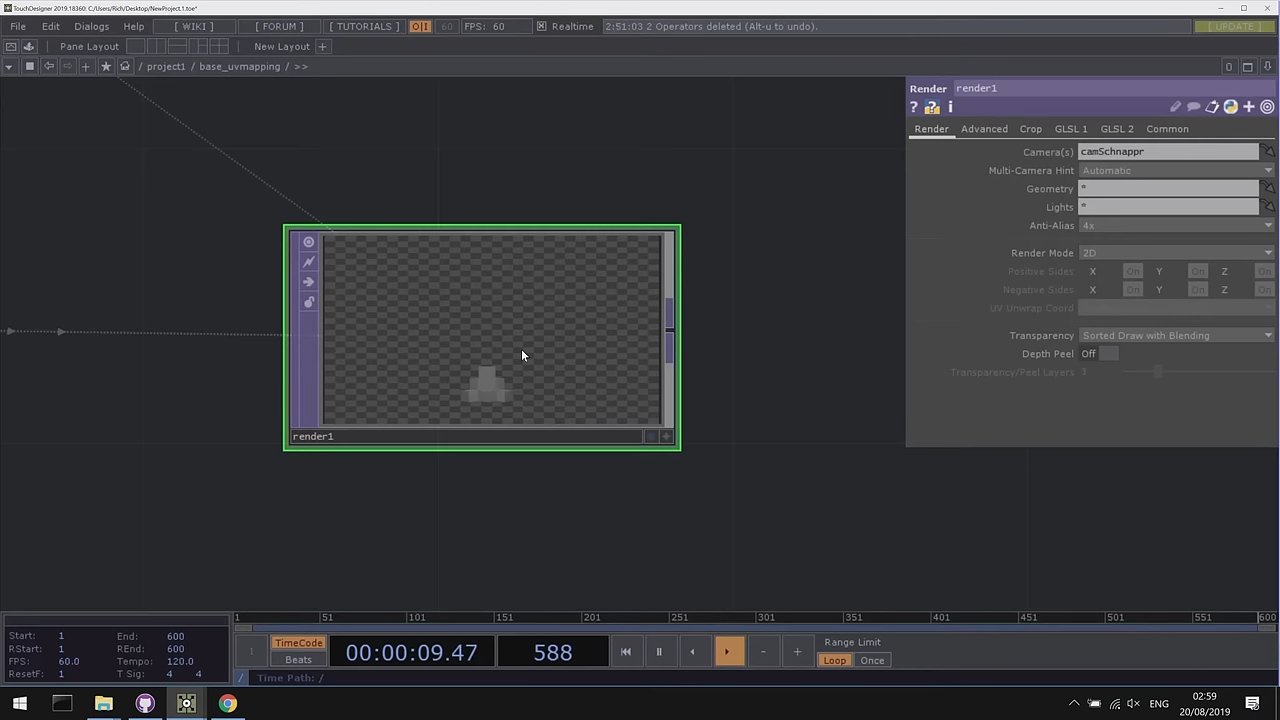 TouchDesigner 2019.18360: C:/Users/Rich/Desktop/NewProject.1.toe*
File Edit Dialogs Help [ WIKI ] [ FORUM ] [ TUTORIALS ] O|I 60 FPS: 60 Realtime 2:51:03 2 Operators deleted (Alt-u to undo). [ UPDATE ]
Pane Layout New Layout +
/ project1 / base_uvmapping / >> 0
Render render1
? ? i
Render Advanced Crop GLSL 1 GLSL 2 Common
Camera(s) camSchnappr
Multi-Camera Hint Automatic
Geometry *
Lights *
Anti-Alias 4x
Render Mode 2D
Positive Sides X On Y On Z On
Negative Sides X On Y On Z On
UV Unwrap Coord
Transparency Sorted Draw with Blending
Depth Peel Off
Transparency/Peel Layers 3
render1
1 51 101 151 201 251 301 351 401 451 501 551 600
Start: 1 End: 600
RStart: 1 REnd: 600
FPS: 60.0 Tempo: 120.0
ResetF: 1 T Sig: 4 4
TimeCode
Beats
00:00:09.47 588
Range Limit
Loop Once
/ Time Path: /
ENG
02:59
20/08/2019